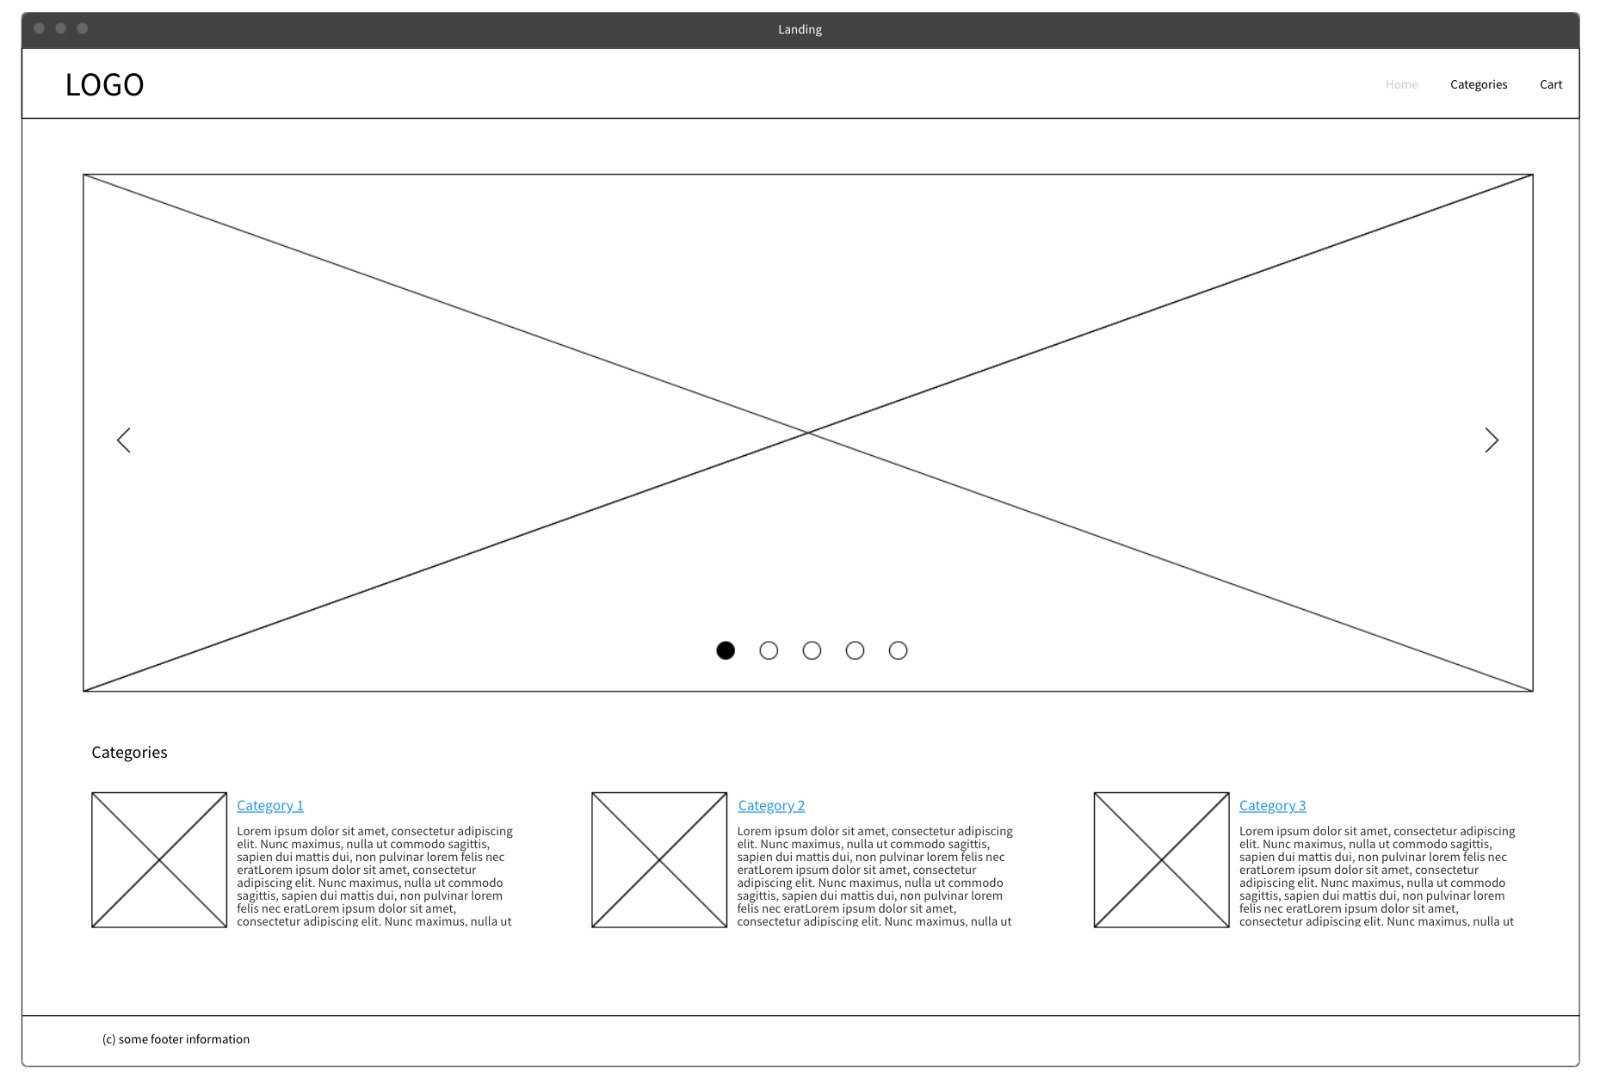 Landing
LOGO
Home
Categories
Cart
Categories
Category 1
Lorem ipsum dolor sit amet, consectetur adipiscing
elit. Nunc maximus, nulla ut commodo sagittis,
sapien dui mattis dui, non pulvinar lorem felis nec
eratLorem ipsum dolor sit amet, consectetur
adipiscing elit. Nunc maximus, nulla ut commodo
sagittis, sapien dui mattis dui, non pulvinar lorem
felis nec eratLorem ipsum dolor sit amet,
consectetur adipiscing elit. Nunc maximus, nulla ut
Category 2
Lorem ipsum dolor sit amet, consectetur adipiscing
elit. Nunc maximus, nulla ut commodo sagittis,
sapien dui mattis dui, non pulvinar lorem felis nec
eratLorem ipsum dolor sit amet, consectetur
adipiscing elit. Nunc maximus, nulla ut commodo
sagittis, sapien dui mattis dui, non pulvinar lorem
felis nec eratLorem ipsum dolor sit amet,
consectetur adipiscing elit. Nunc maximus, nulla ut
Category 3
Lorem ipsum dolor sit amet, consectetur adipiscing
elit. Nunc maximus, nulla ut commodo sagittis,
sapien dui mattis dui, non pulvinar lorem felis nec
eratLorem ipsum dolor sit amet, consectetur
adipiscing elit. Nunc maximus, nulla ut commodo
sagittis, sapien dui mattis dui, non pulvinar lorem
felis nec eratLorem ipsum dolor sit amet,
consectetur adipiscing elit. Nunc maximus, nulla ut
(c) some footer information